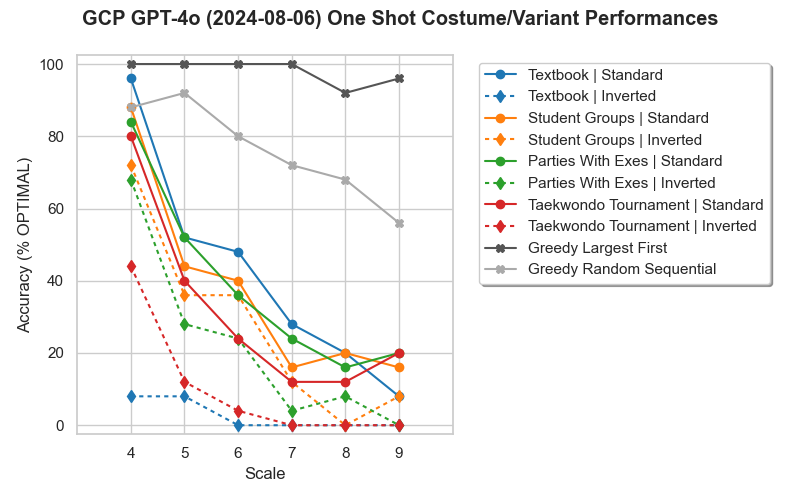 GCP GPT-4o (2024-08-06) One Shot Costume/Variant Performances
100
80
60
40
20
0
Accuracy (% OPTIMAL)
4 5 6 7 8 9
Scale
Textbook | Standard
Textbook | Inverted
Student Groups | Standard
Student Groups | Inverted
Parties With Exes | Standard
Parties With Exes | Inverted
Taekwondo Tournament | Standard
Taekwondo Tournament | Inverted
Greedy Largest First
Greedy Random Sequential